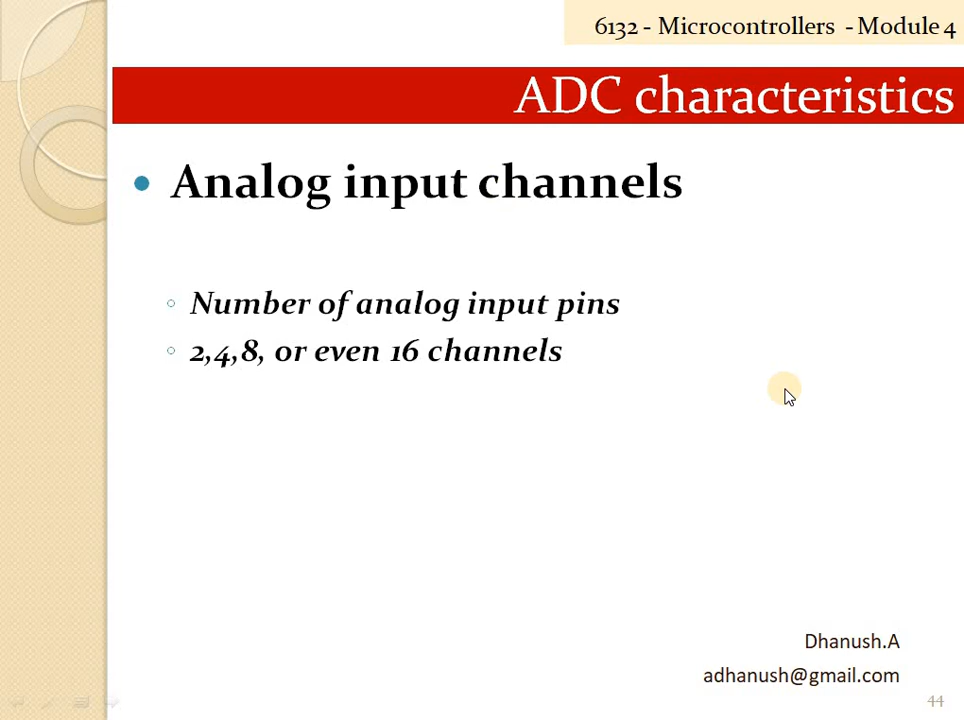 6132 - Microcontrollers - Module 4
ADC characteristics
• Analog input channels
◦ Number of analog input pins
◦ 2,4,8, or even 16 channels
Dhanush.A
adhanush@gmail.com
44